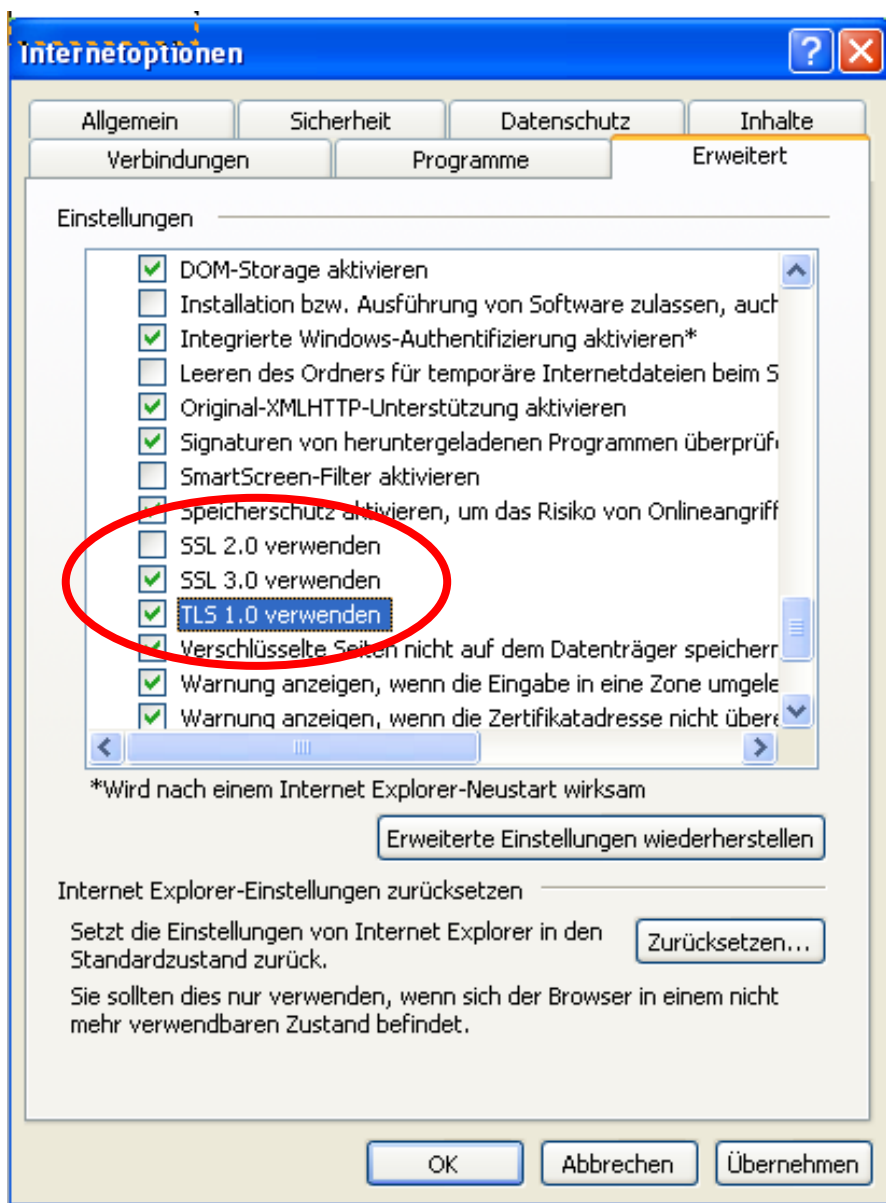 Internetoptionen
Allgemein Sicherheit Datenschutz Inhalte
Verbindungen Programme Erweitert
Einstellungen
DOM-Storage aktivieren
Installation bzw. Ausführung von Software zulassen, auch
Integrierte Windows-Authentifizierung aktivieren*
Leeren des Ordners für temporäre Internetdateien beim S
Original-XMLHTTP-Unterstützung aktivieren
Signaturen von heruntergeladenen Programmen überprüf
SmartScreen-Filter aktivieren
Speicherschutz aktivieren, um das Risiko von Onlineangriff
SSL 2.0 verwenden
SSL 3.0 verwenden
TLS 1.0 verwenden
Verschlüsselte Seiten nicht auf dem Datenträger speichern
Warnung anzeigen, wenn die Eingabe in eine Zone umgele
Warnung anzeigen, wenn die Zertifikatadresse nicht übere
*Wird nach einem Internet Explorer-Neustart wirksam
Erweiterte Einstellungen wiederherstellen
Internet Explorer-Einstellungen zurücksetzen
Setzt die Einstellungen von Internet Explorer in den
Standardzustand zurück.
Zurücksetzen...
Sie sollten dies nur verwenden, wenn sich der Browser in einem nicht
mehr verwendbaren Zustand befindet.
OK Abbrechen Übernehmen